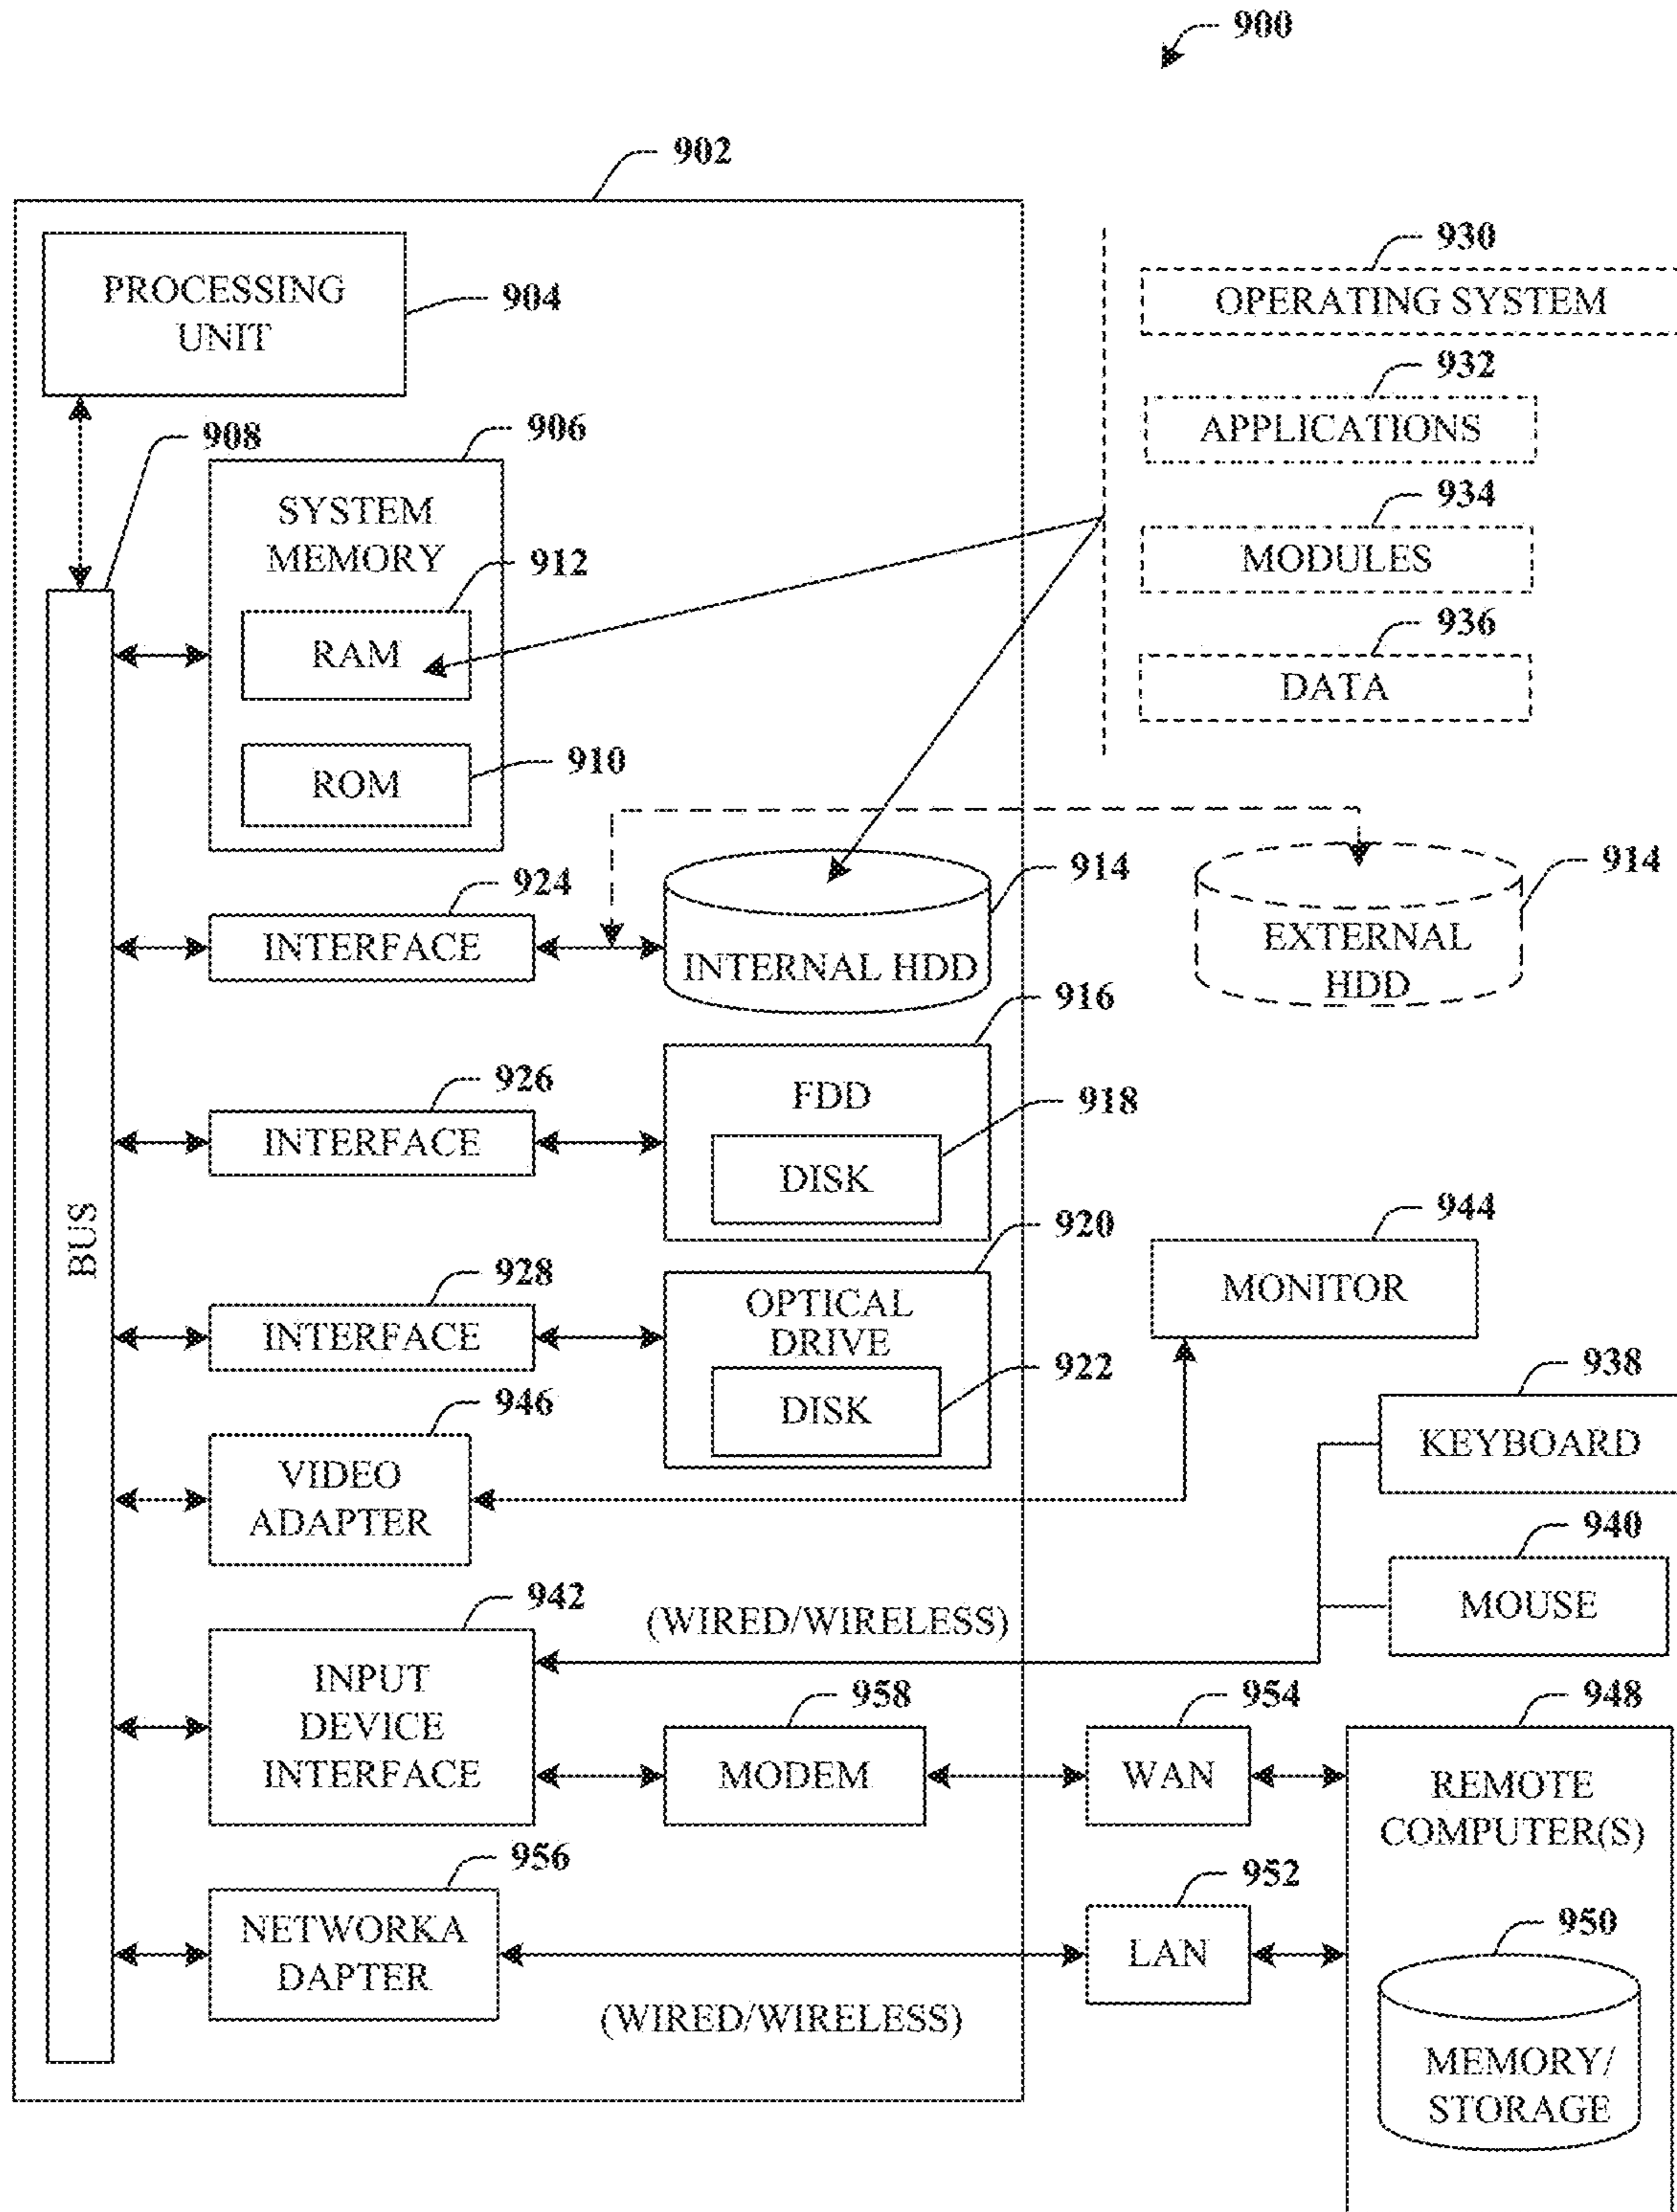 900
902
PROCESSING
UNIT
904
930
OPERATING SYSTEM
932
APPLICATIONS
934
MODULES
936
DATA
908
906
SYSTEM
MEMORY
912
RAM
910
ROM
924
INTERFACE
914
INTERNAL HDD
914
EXTERNAL
HDD
916
926
INTERFACE
FDD
918
DISK
BUS
920
928
INTERFACE
OPTICAL
DRIVE
922
DISK
944
MONITOR
938
KEYBOARD
946
VIDEO
ADAPTER
940
MOUSE
942
(WIRED/WIRELESS)
INPUT
DEVICE
INTERFACE
958
MODEM
954
WAN
948
REMOTE
COMPUTER(S)
956
NETWORKA
DAPTER
952
LAN
950
(WIRED/WIRELESS)
MEMORY/
STORAGE